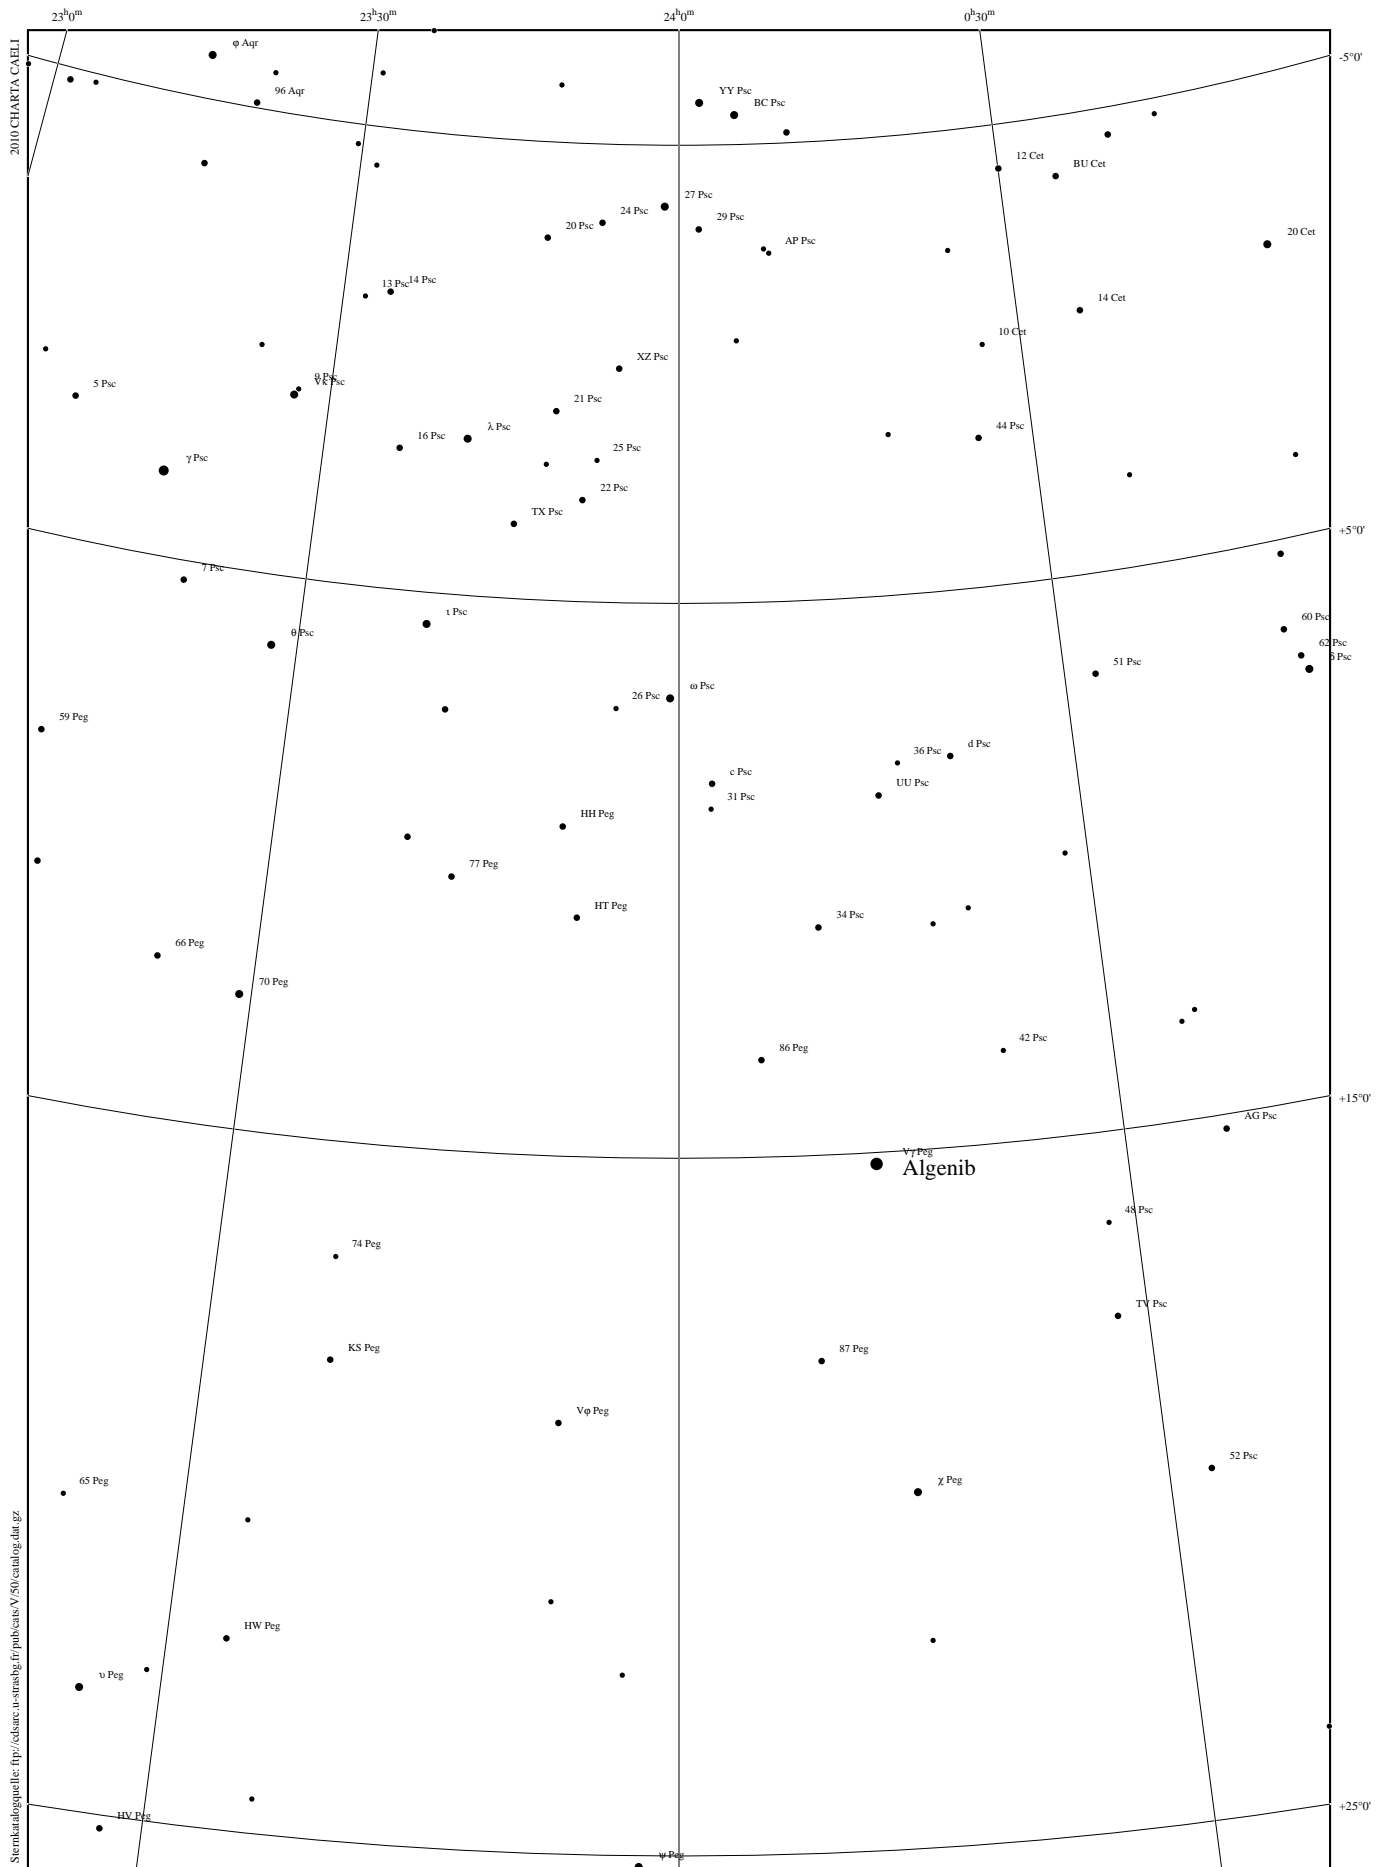 23h0m
23h30m
24h0m
0h30m
-5°0'
2010 CHARTA CAELI
φ Aqr
96 Aqr
YY Psc
BC Psc
12 Cet
BU Cet
27 Psc
24 Psc
29 Psc
20 Psc
AP Psc
20 Cet
13 Psc
14 Psc
14 Cet
10 Cet
XZ Psc
9 Psc
Vκ Psc
5 Psc
21 Psc
λ Psc
16 Psc
44 Psc
25 Psc
γ Psc
22 Psc
TX Psc
+5°0'
7 Psc
ι Psc
60 Psc
θ Psc
62 Psc
δ Psc
51 Psc
ω Psc
26 Psc
59 Peg
d Psc
36 Psc
c Psc
UU Psc
31 Psc
HH Peg
77 Peg
HT Peg
34 Psc
66 Peg
70 Peg
42 Psc
86 Peg
+15°0'
AG Psc
Vγ Peg
Algenib
48 Psc
74 Peg
TV Psc
KS Peg
87 Peg
Vφ Peg
52 Psc
65 Peg
χ Peg
HW Peg
υ Peg
+25°0'
HV Peg
ψ Peg
Sternkatalogquelle: ftp://cdsarc.u-strasbg.fr/pub/cats/V/50/catalog.dat.gz